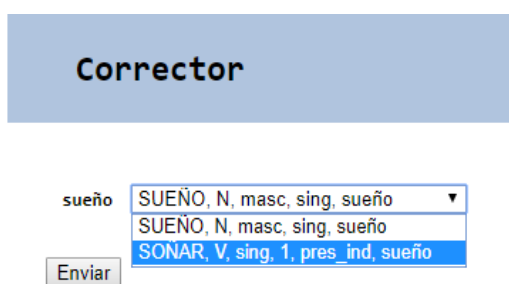 Corrector
sueño SUEÑO, N, masc, sing, sueño ▼
SUEÑO, N, masc, sing, sueño
SOÑAR, V, sing, 1, pres_ind, sueño
Enviar